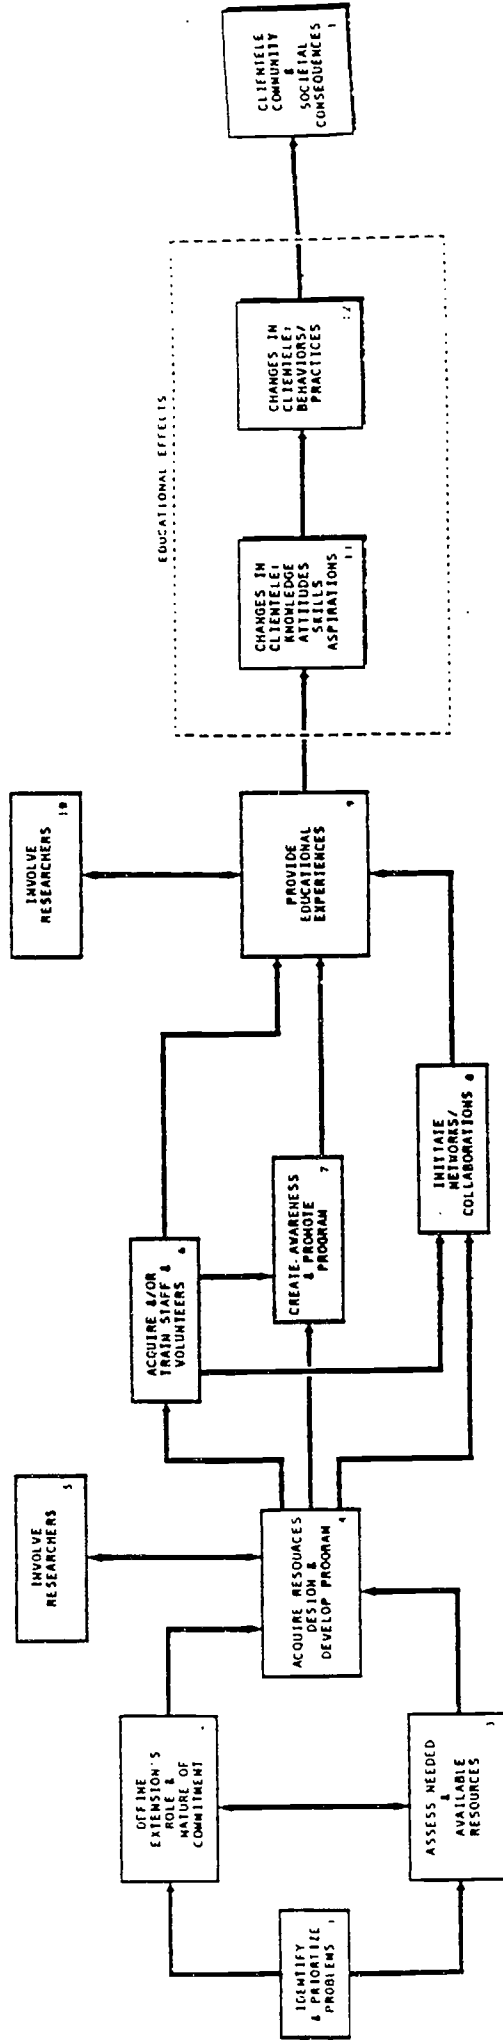 IDENTIFY
& PRIORITIZE
PROBLEMS
1
DEFINE
EXTENSION'S
ROLE &
NATURE OF
COMMITMENT
ASSESS NEEDED
&
AVAILABLE
RESOURCES
3
ACQUIRE RESOURCES
DESIGN &
DEVELOP PROGRAM
4
INVOLVE
RESEARCHERS
5
ACQUIRE &/OR
TRAIN STAFF &
VOLUNTEERS
6
CREATE-AWARENESS
& PROMOTE
PROGRAM
7
INITIATE
NETWORKS/
COLLABORATIONS
8
PROVIDE
EDUCATIONAL
EXPERIENCES
9
INVOLVE
RESEARCHERS
10
EDUCATIONAL EFFECTS
CHANGES IN
CLIENTELE:
KNOWLEDGE
ATTITUDES
SKILLS
ASPIRATIONS
11
CHANGES IN
CLIENTELE:
BEHAVIORS/
PRACTICES
12
CLIENTELE
COMMUNITY
&
SOCIETAL
CONSEQUENCES